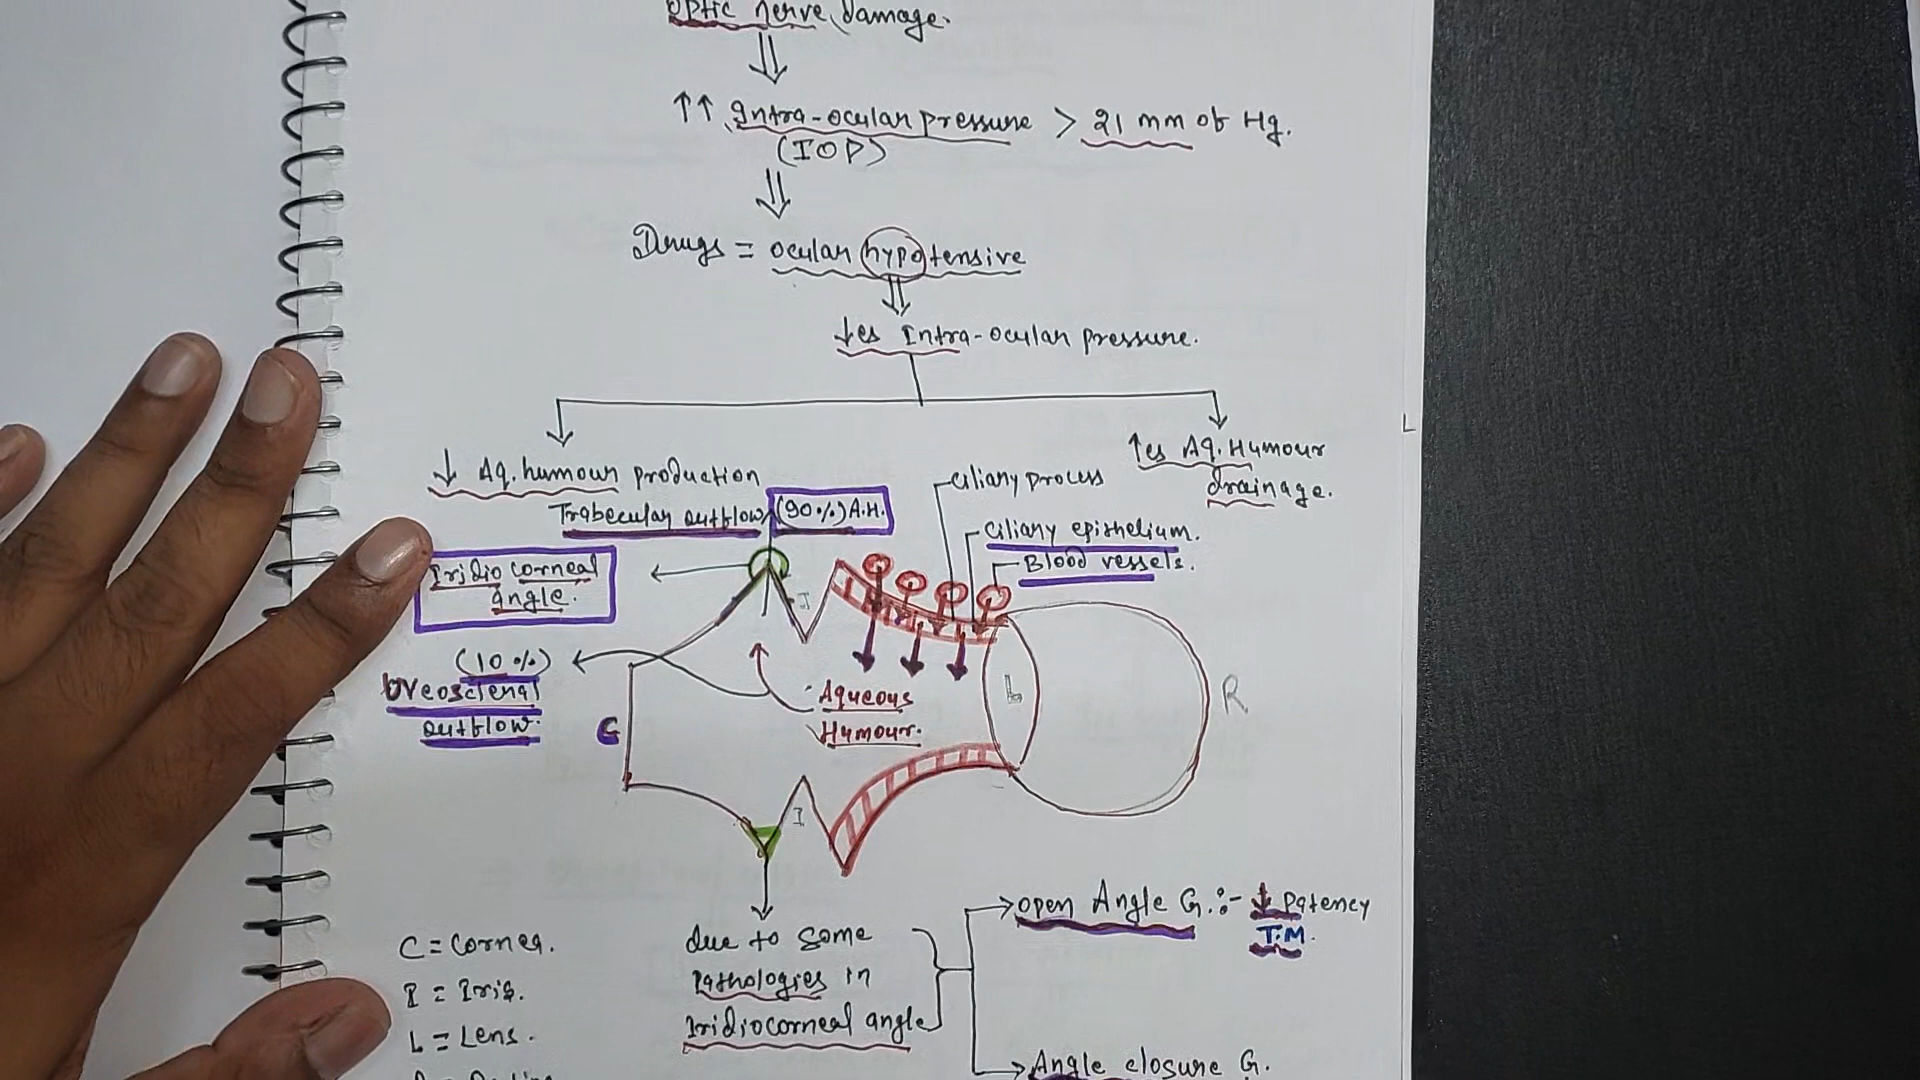 Optic nerve damage.
↑↑ Intra-ocular pressure > 21 mm of Hg.
(IOP)
Drugs = ocular hypotensive
↓es Intra-ocular pressure.
↓ Aq. humour production
↑es Aq. Humour
drainage.
Trabecular outflow (90%) A.H.
ciliary process
ciliary epithelium.
Blood vessels.
Iridio corneal
angle.
I
(10%)
Uveoscleral
outflow.
C
Aqueous
Humour.
L
R
I
C = Cornea.
I = Iris.
L = Lens.
due to some
Pathologies in
Iridiocorneal angle
open Angle G. :- ↓ Patency
T.M.
Angle closure G.